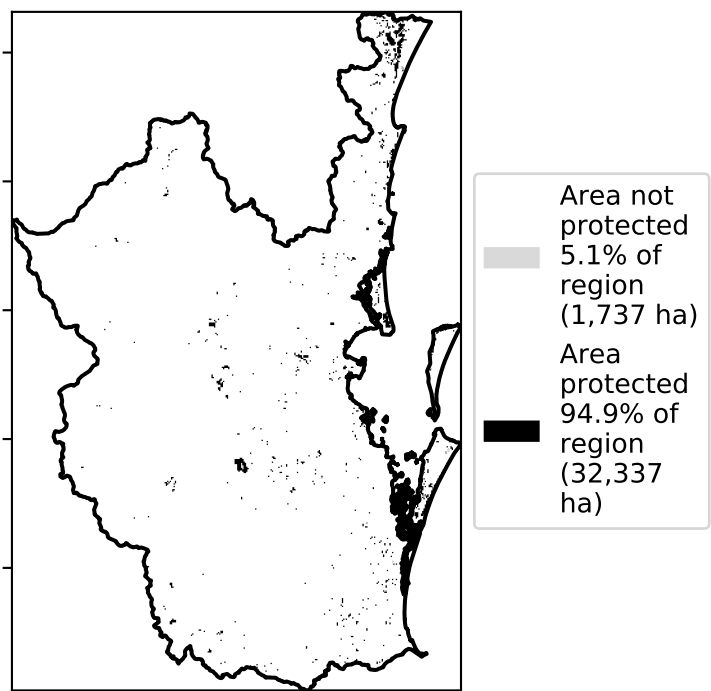 Area not
protected
5.1% of
region
(1,737 ha)
Area
protected
94.9% of
region
(32,337
ha)